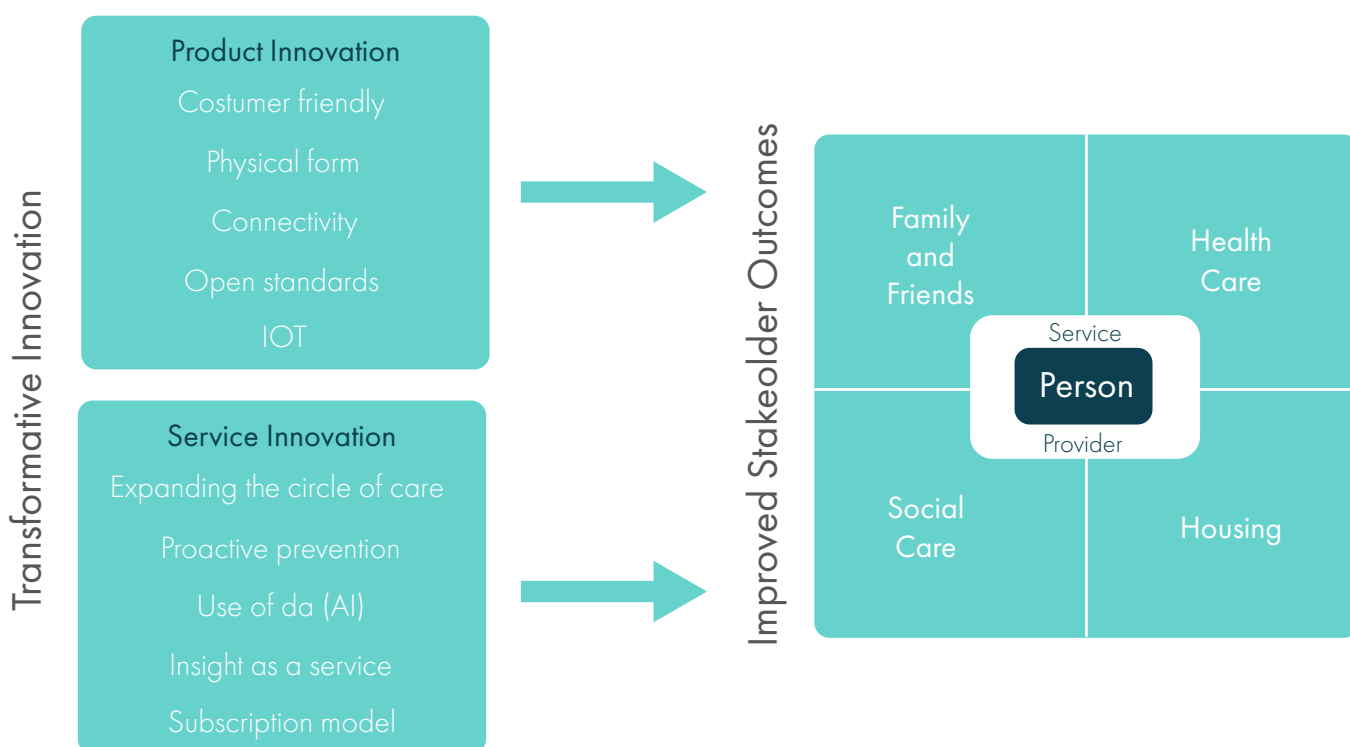 Transformative Innovation
Product Innovation
Costumer friendly
Physical form
Connectivity
Open standards
IOT
Service Innovation
Expanding the circle of care
Proactive prevention
Use of da (AI)
Insight as a service
Subscription model
Improved Stakeolder Outcomes
Family
and
Friends
Health
Care
Service
Person
Provider
Social
Care
Housing